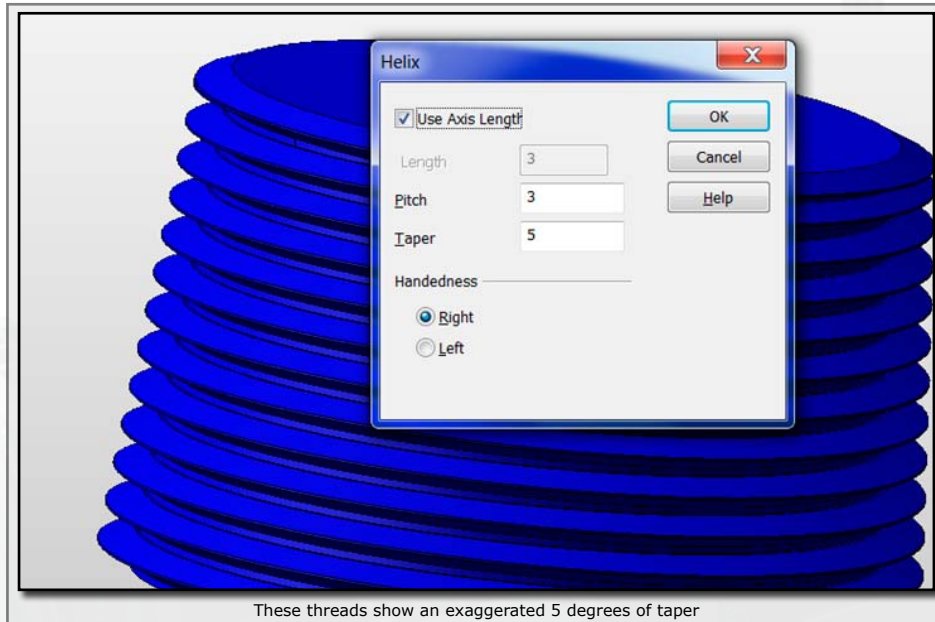 Helix
Use Axis Length
OK
Length 3
Cancel
Pitch 3
Help
Taper 5
Handedness
Right
Left
These threads show an exaggerated 5 degrees of taper